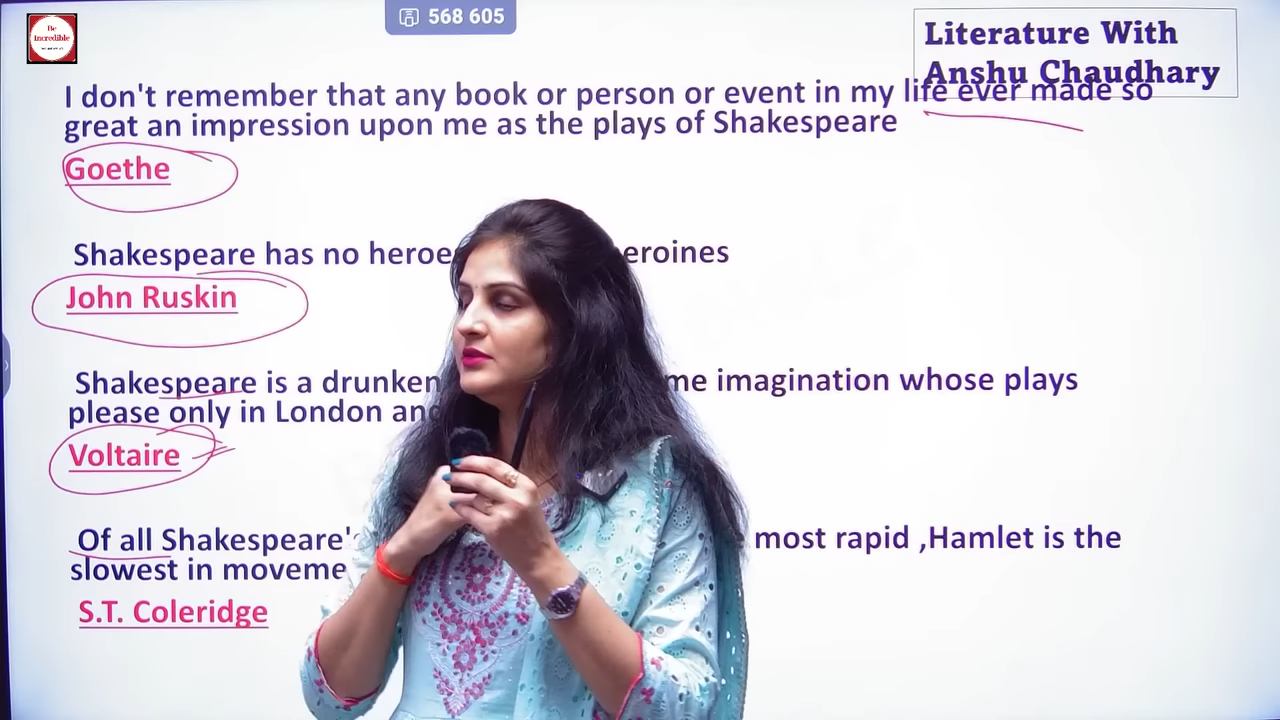 Be
Incredible
568 605
Literature With
Anshu Chaudhary
I don't remember that any book or person or event in my life ever made so
great an impression upon me as the plays of Shakespeare
Goethe
Shakespeare has no heroe eroines
John Ruskin
Shakespeare is a drunken me imagination whose plays
please only in London and
Voltaire
Of all Shakespeare's most rapid ,Hamlet is the
slowest in moveme
S.T. Coleridge